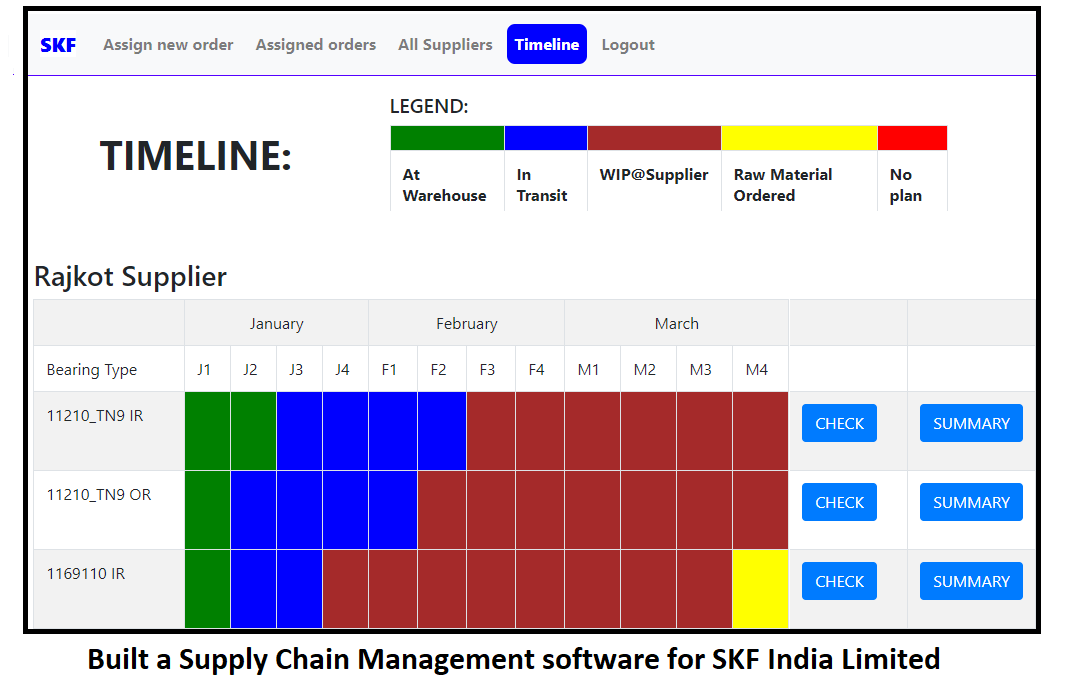 SKF Assign new order Assigned orders All Suppliers Timeline Logout
LEGEND:
TIMELINE:
At Warehouse In Transit WIP@Supplier Raw Material Ordered No plan
Rajkot Supplier
January February March
Bearing Type J1 J2 J3 J4 F1 F2 F3 F4 M1 M2 M3 M4
11210_TN9 IR CHECK SUMMARY
11210_TN9 OR CHECK SUMMARY
1169110 IR CHECK SUMMARY
Built a Supply Chain Management software for SKF India Limited